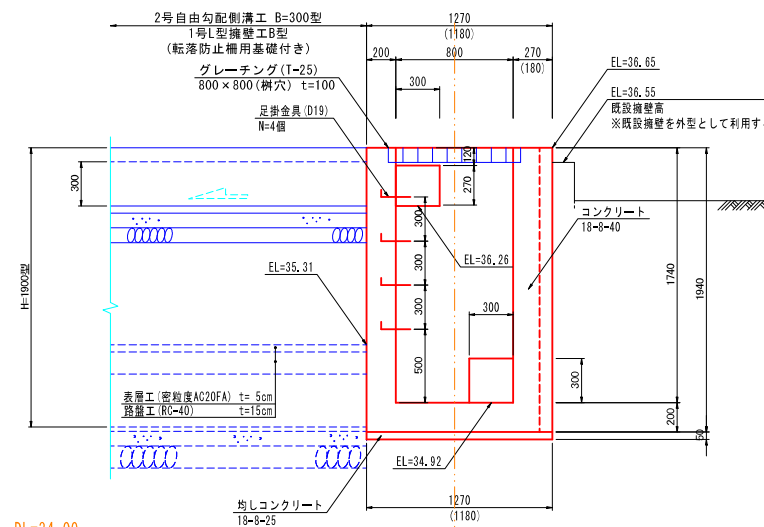 2号自由勾配側溝工 B=300型
1号L型擁壁工B型
(転落防止柵用基礎付き)
1270
(1180)
200
800
270
(180)
グレーチング(T-25)
800×800(桝穴) t=100
300
EL=36.65
EL=36.55
既設擁壁高
※既設擁壁を外型として利用す
足掛金具(D19)
N=4個
120
270
300
コンクリート
18-8-40
300
EL=36.26
EL=35.31
300
300
300
H=1900型
1740
1940
500
300
表層工(密粒度AC20FA) t= 5cm
路盤工(RC-40) t=15cm
200
50
EL=34.92
均しコンクリート
18-8-25
1270
(1180)